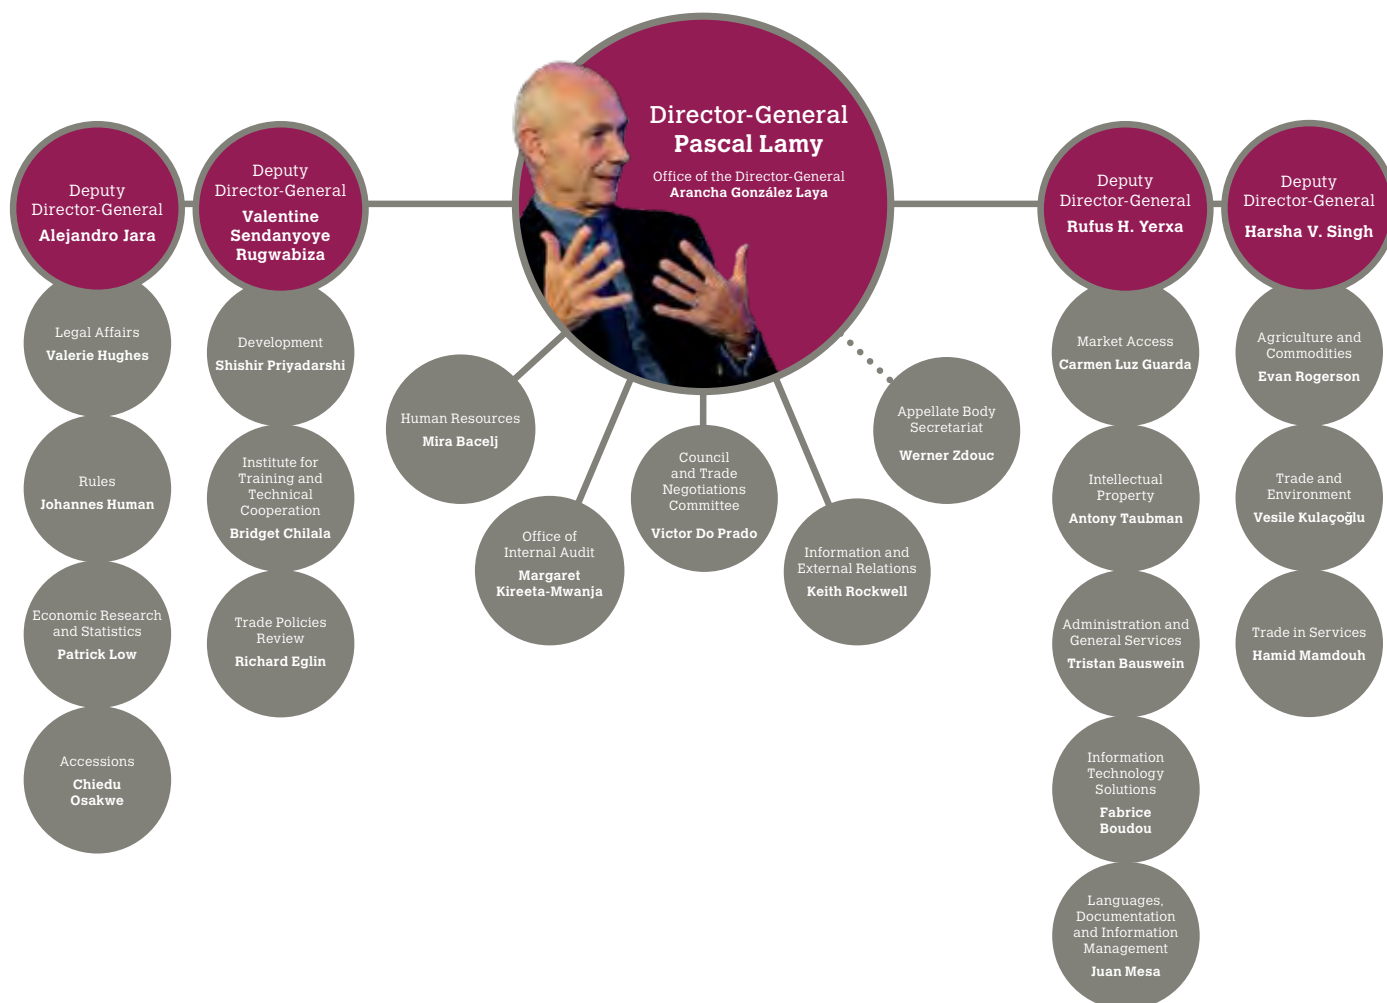 Director-General
Pascal Lamy
Office of the Director-General
Arancha González Laya
Deputy
Director-General
Alejandro Jara
Legal Affairs
Valerie Hughes
Rules
Johannes Human
Economic Research
and Statistics
Patrick Low
Accessions
Chiedu
Osakwe
Deputy
Director-General
Valentine
Sendanyoye
Rugwabiza
Development
Shishir Priyadarshi
Institute for
Training and
Technical
Cooperation
Bridget Chilala
Trade Policies
Review
Richard Eglin
Human Resources
Mira Bacelj
Office of
Internal Audit
Margaret
Kireeta-Mwanja
Council
and Trade
Negotiations
Committee
Victor Do Prado
Information and
External Relations
Keith Rockwell
Appellate Body
Secretariat
Werner Zdouc
Deputy
Director-General
Rufus H. Yerxa
Market Access
Carmen Luz Guarda
Intellectual
Property
Antony Taubman
Administration and
General Services
Tristan Bauswein
Information
Technology
Solutions
Fabrice
Boudou
Languages,
Documentation
and Information
Management
Juan Mesa
Deputy
Director-General
Harsha V. Singh
Agriculture and
Commodities
Evan Rogerson
Trade and
Environment
Vesile Kulaçoğlu
Trade in Services
Hamid Mamdouh